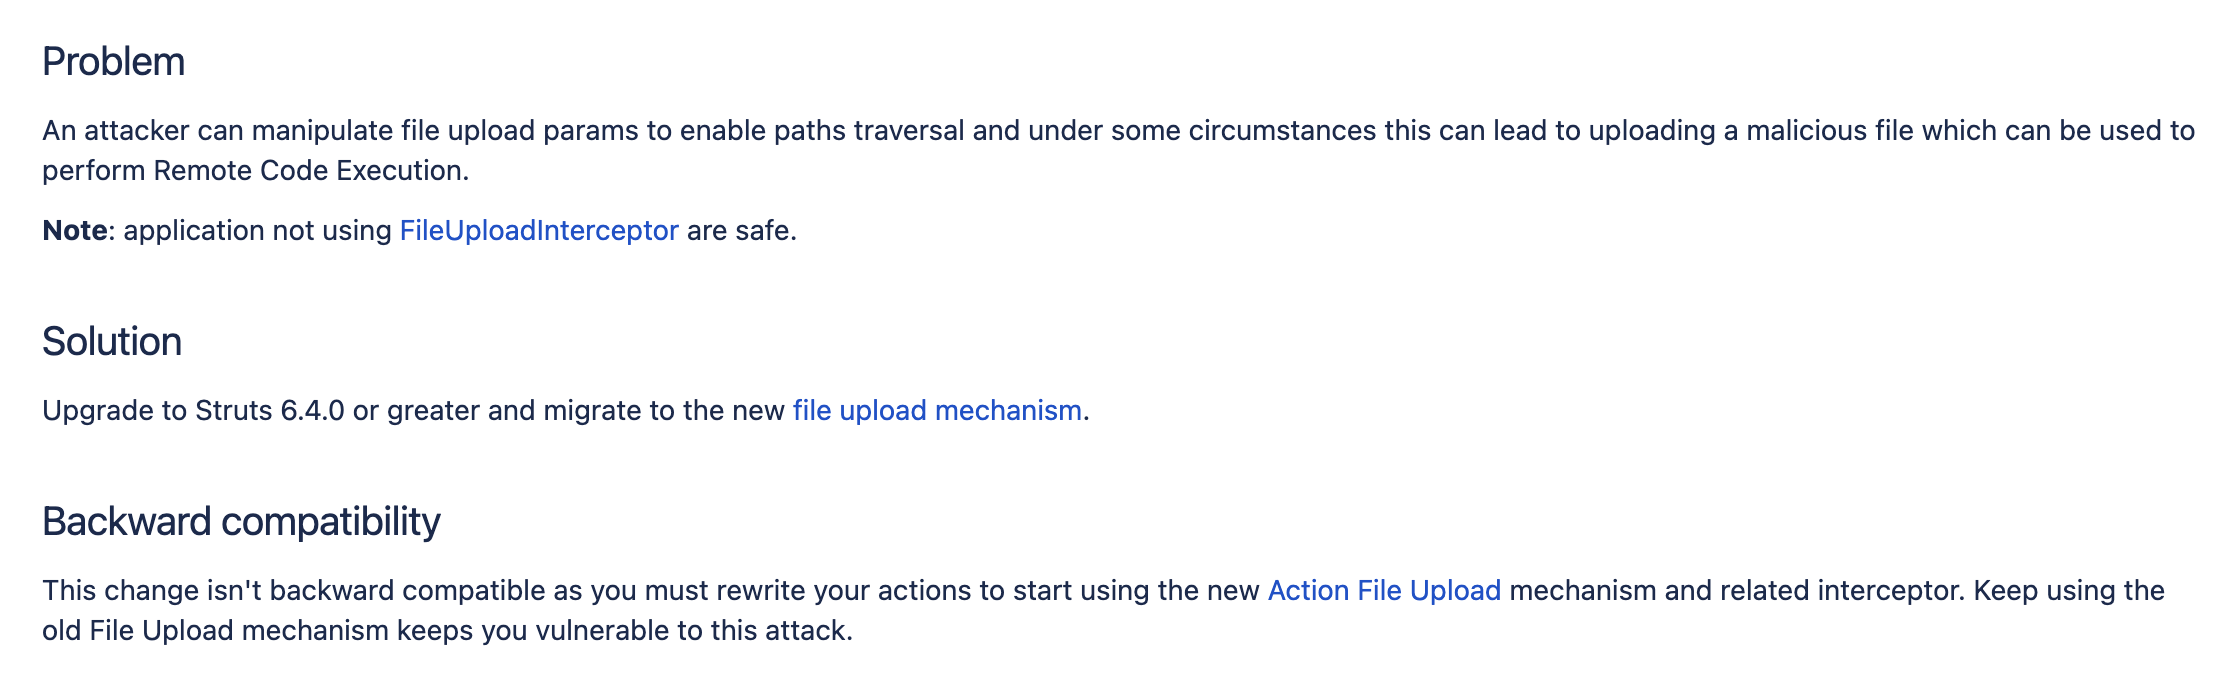 Problem
An attacker can manipulate file upload params to enable paths traversal and under some circumstances this can lead to uploading a malicious file which can be used to
perform Remote Code Execution.
Note: application not using FileUploadInterceptor are safe.
Solution
Upgrade to Struts 6.4.0 or greater and migrate to the new file upload mechanism.
Backward compatibility
This change isn't backward compatible as you must rewrite your actions to start using the new Action File Upload mechanism and related interceptor. Keep using the
old File Upload mechanism keeps you vulnerable to this attack.